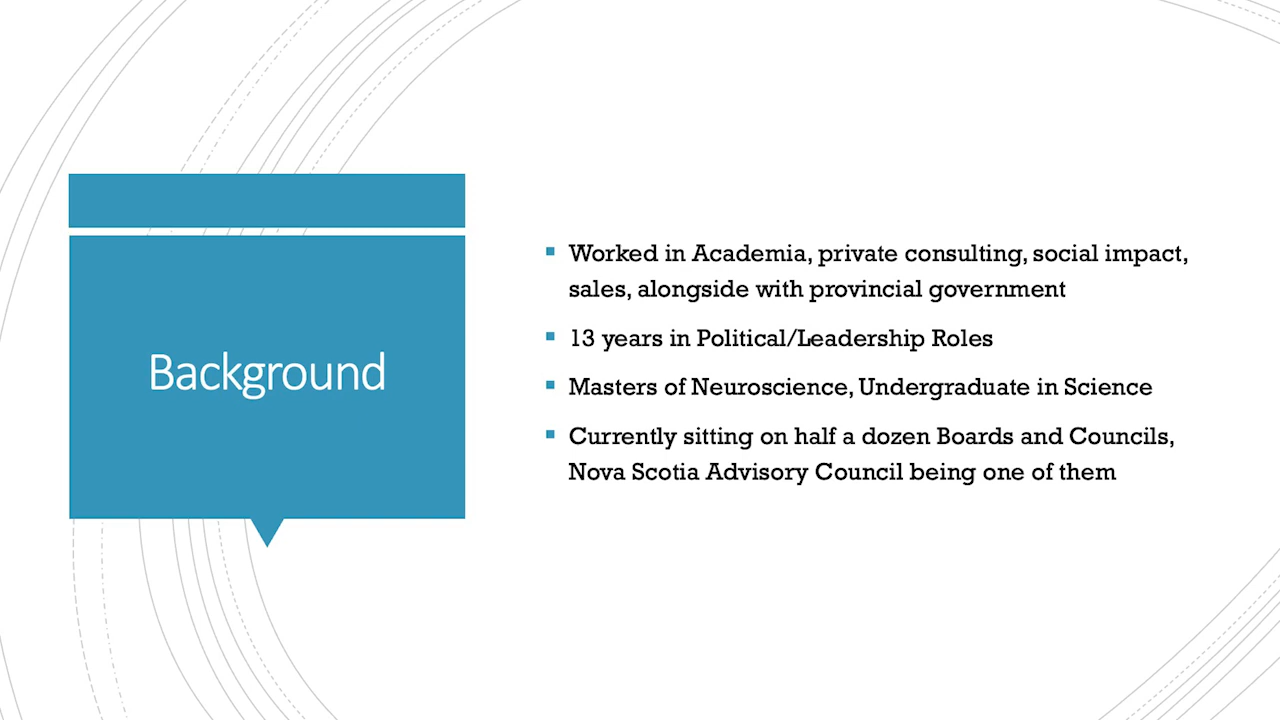 Background
Worked in Academia, private consulting, social impact,
sales, alongside with provincial government
13 years in Political/Leadership Roles
Masters of Neuroscience, Undergraduate in Science
Currently sitting on half a dozen Boards and Councils,
Nova Scotia Advisory Council being one of them